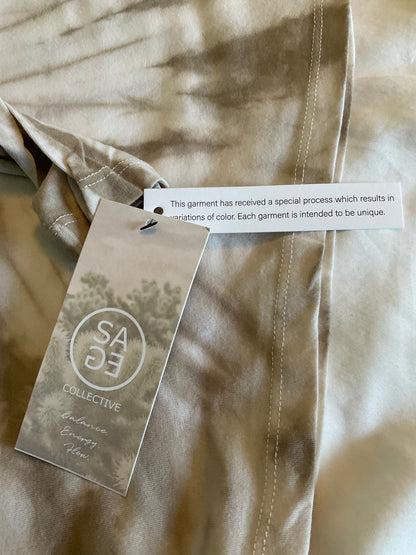 This garment has received a special process which results in
variations of color. Each garment is intended to be unique.
SA
GE
COLLECTIVE
Balance
Energy
Flow.